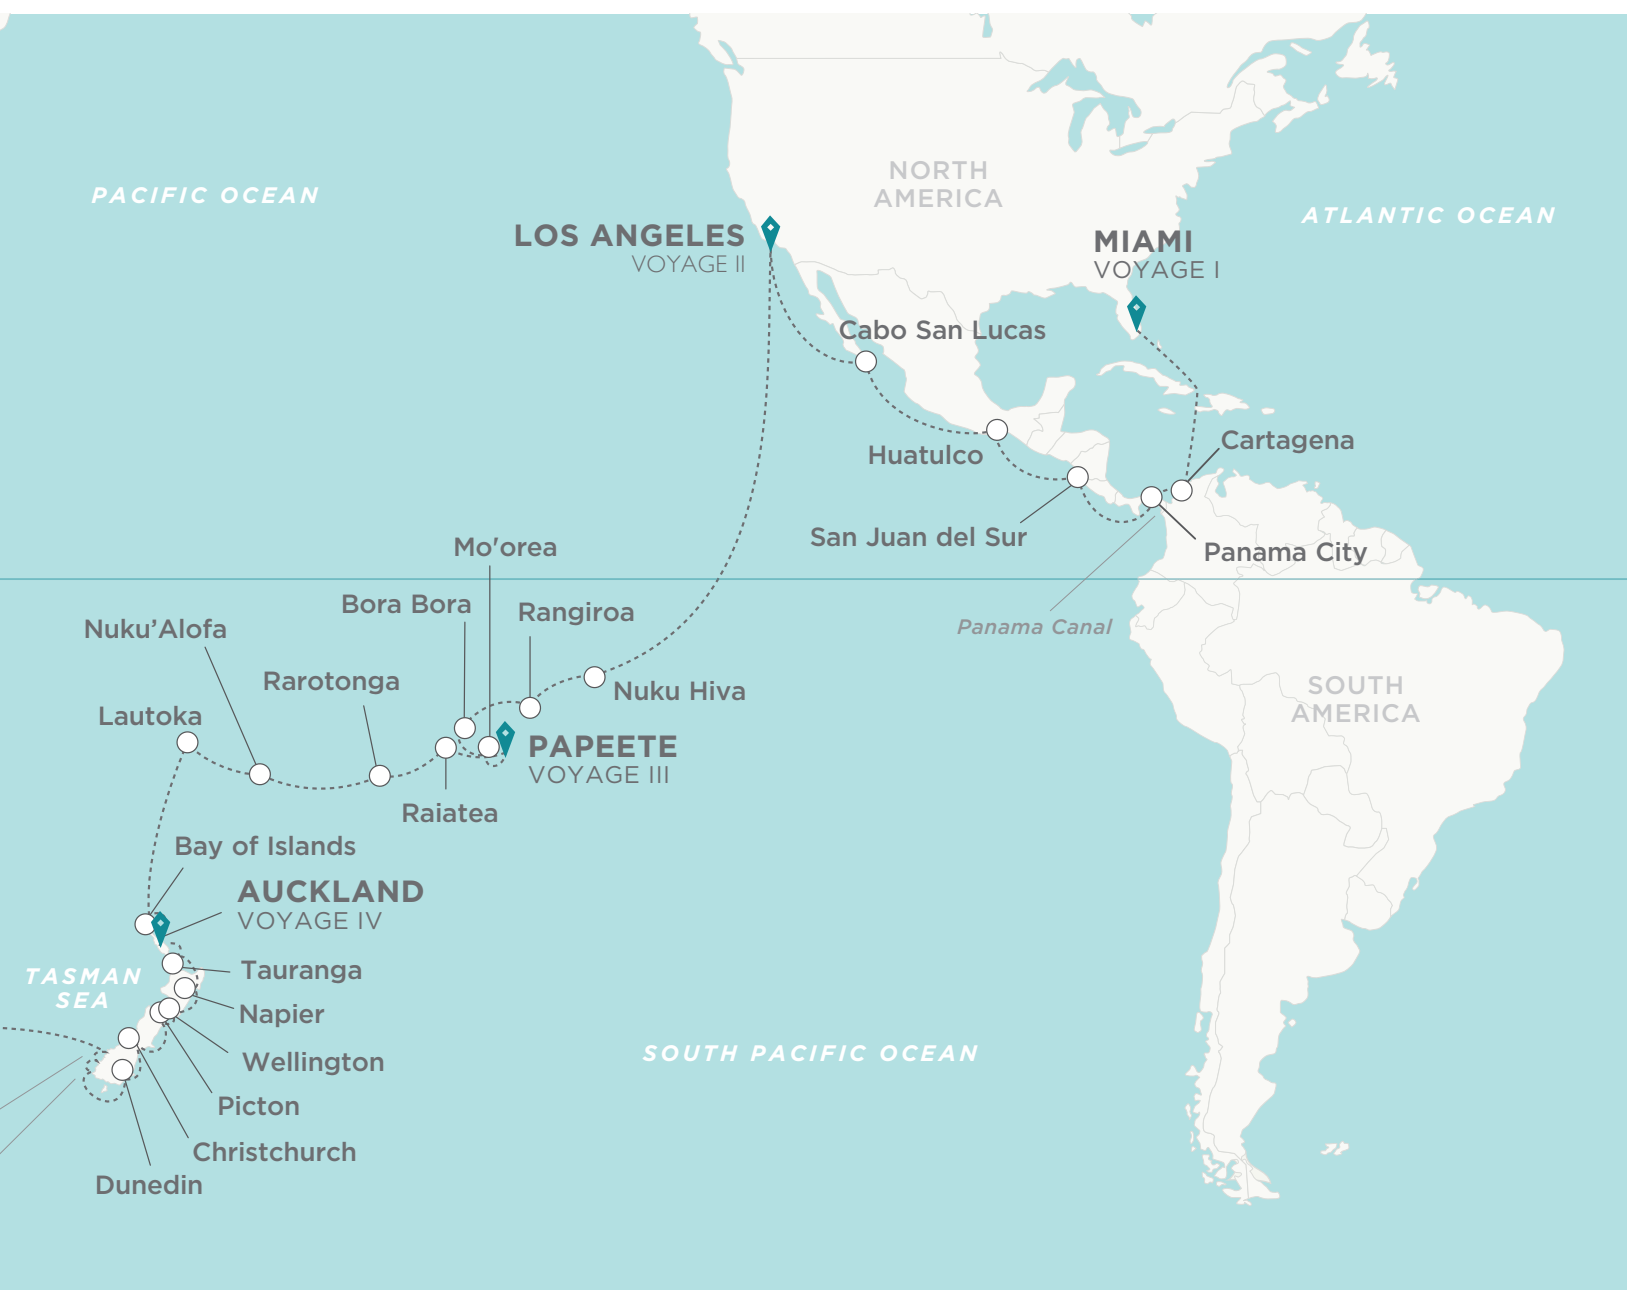 NORTH
AMERICA
PACIFIC OCEAN
ATLANTIC OCEAN
LOS ANGELES
VOYAGE II
MIAMI
VOYAGE I
Cabo San Lucas
Cartagena
Huatulco
San Juan del Sur
Panama City
Mo'orea
Bora Bora
Rangiroa
Nuku’Alofa
Panama Canal
Rarotonga
Nuku Hiva
SOUTH
AMERICA
Lautoka
PAPEETE
VOYAGE III
Raiatea
Bay of Islands
AUCKLAND
VOYAGE IV
TASMAN
SEA
Tauranga
Napier
SOUTH PACIFIC OCEAN
Wellington
Picton
Christchurch
Dunedin